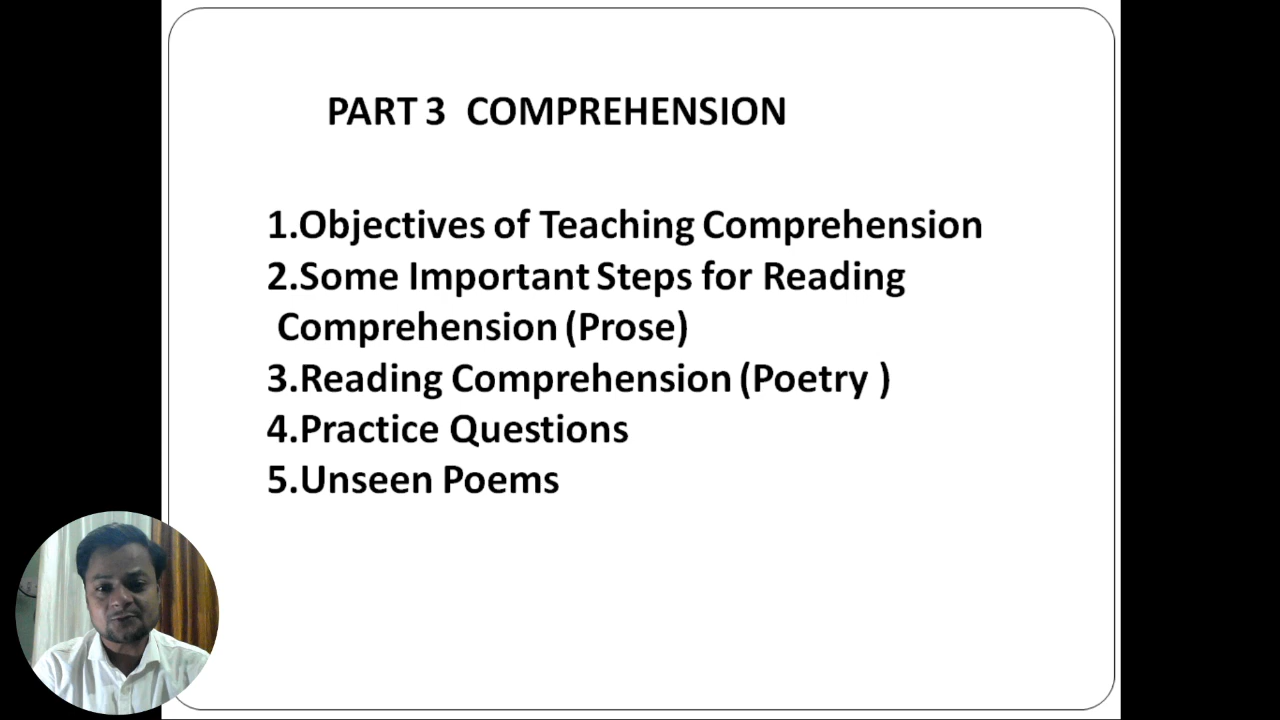 PART 3 COMPREHENSION
1.Objectives of Teaching Comprehension
2.Some Important Steps for Reading
Comprehension (Prose)
3.Reading Comprehension (Poetry )
4.Practice Questions
5.Unseen Poems